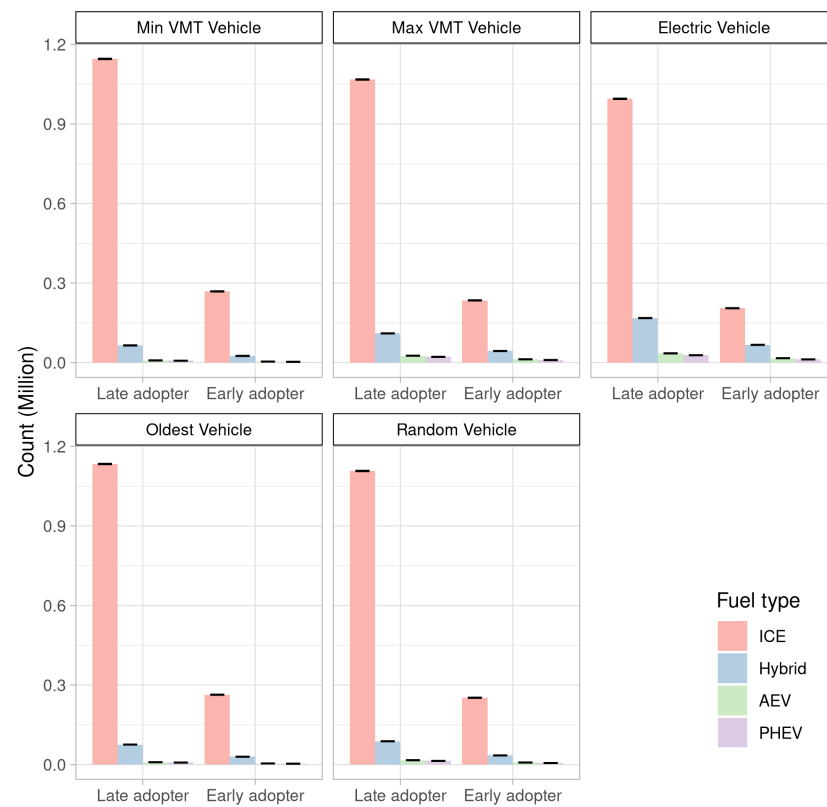 Min VMT Vehicle
Max VMT Vehicle
Electric Vehicle
1.2
0.9
0.6
0.3
0.0
Late adopter
Early adopter
Late adopter
Early adopter
Late adopter
Early adopter
Count (Million)
Oldest Vehicle
Random Vehicle
1.2
0.9
0.6
0.3
0.0
Late adopter
Early adopter
Late adopter
Early adopter
Fuel type
ICE
Hybrid
AEV
PHEV